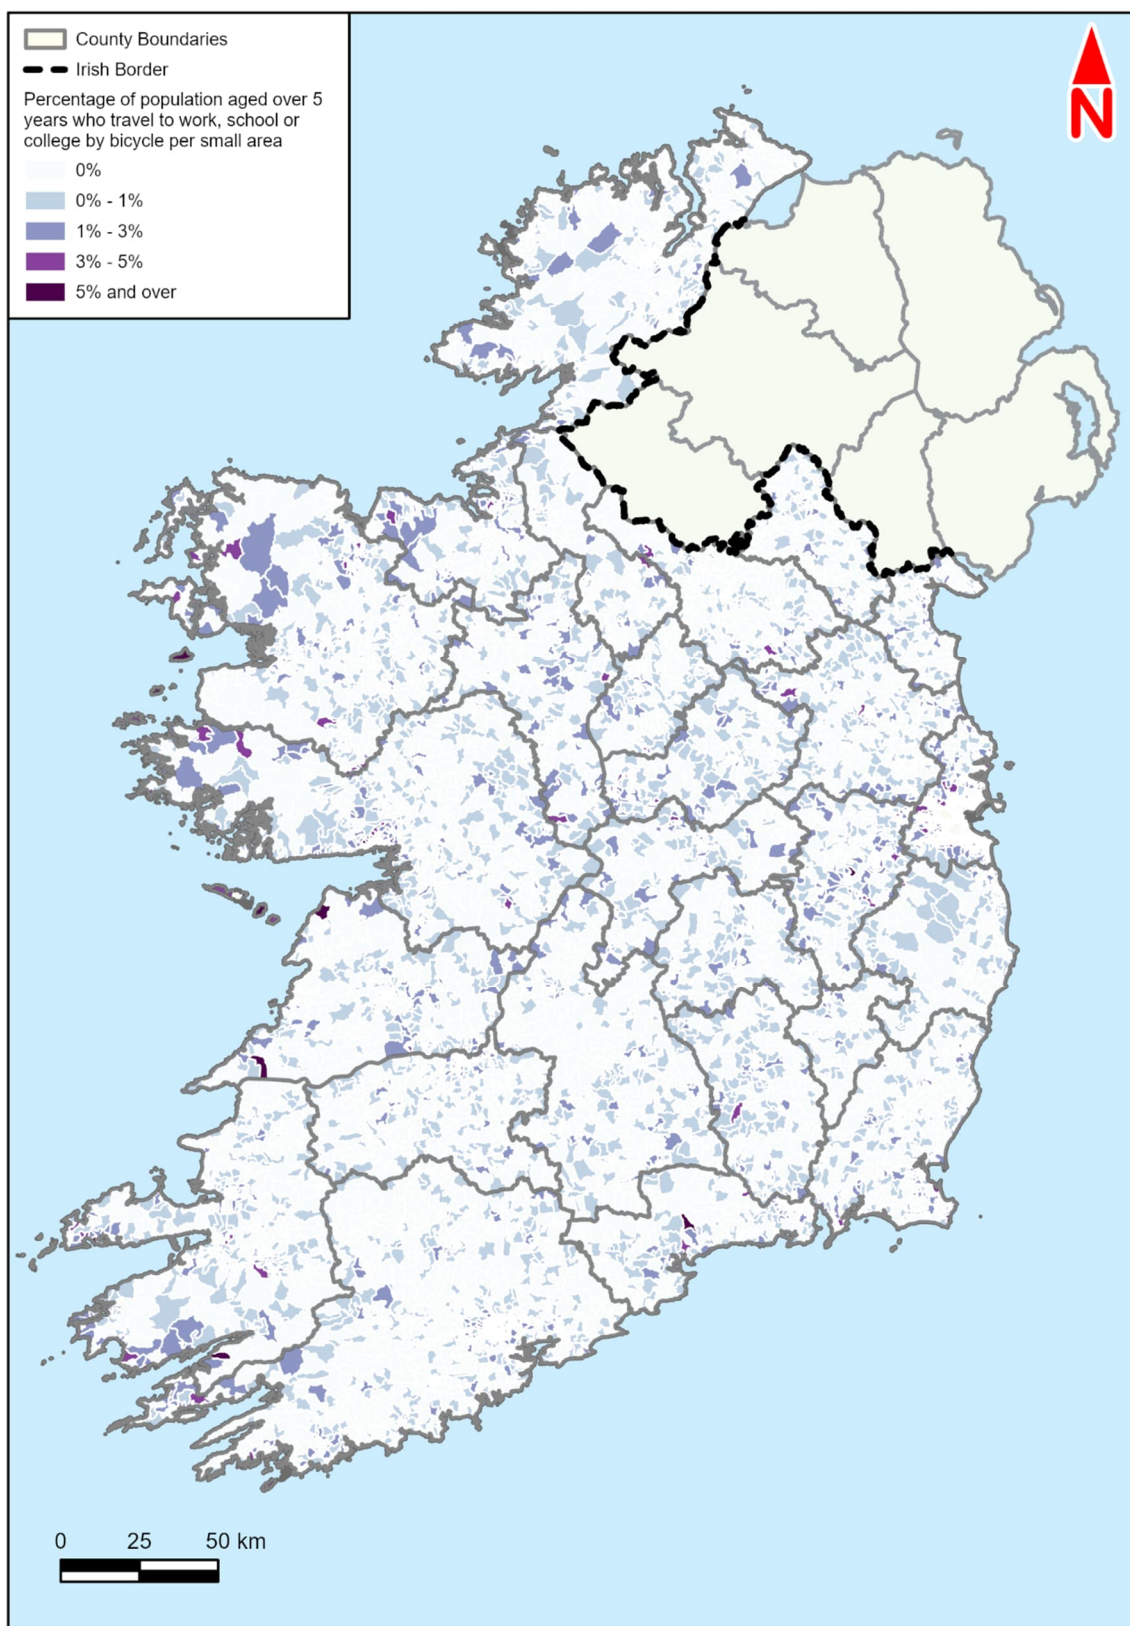 County Boundaries
Irish Border
Percentage of population aged over 5
years who travel to work, school or
college by bicycle per small area
0%
0% - 1%
1% - 3%
3% - 5%
5% and over
N
0 25 50 km